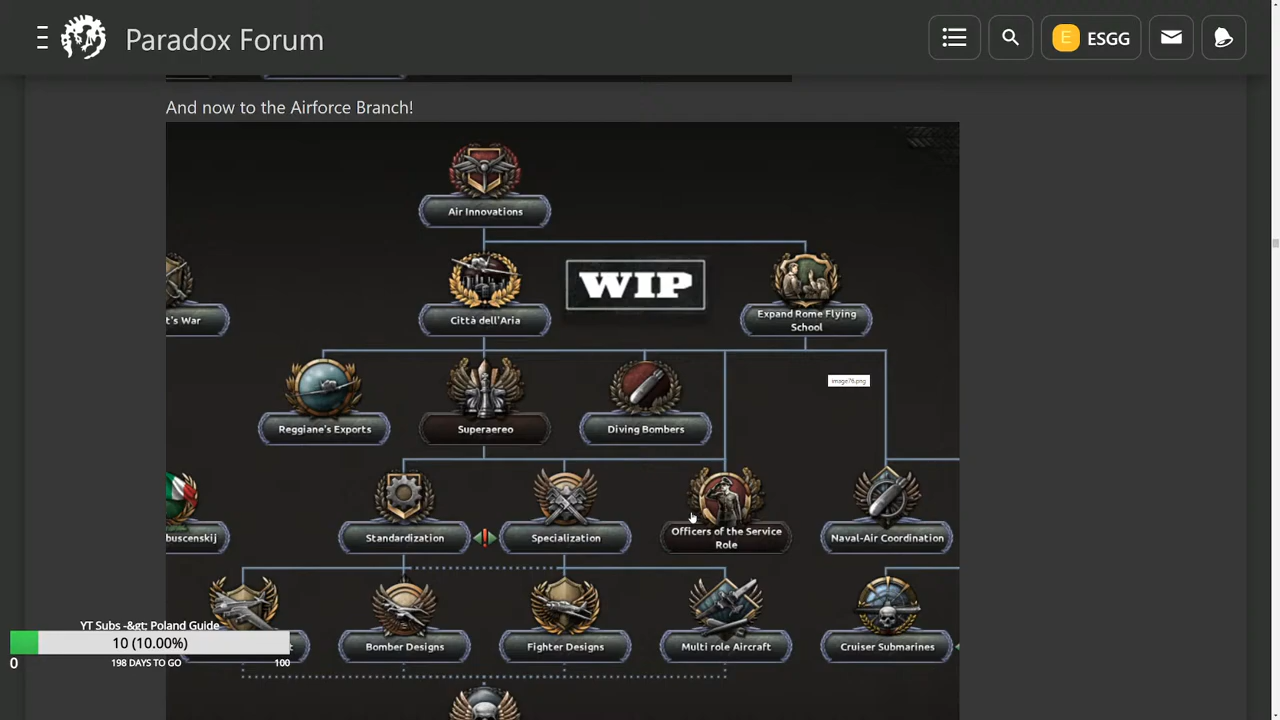 Paradox Forum
E
ESGG
And now to the Airforce Branch!
Air Innovations
WIP
t's War
Città dell'Aria
Expand Rome Flying
School
image76.png
Reggiane's Exports
Superaereo
Diving Bombers
buscenskij
Standardization
Specialization
Officers of the Service
Role
Naval-Air Coordination
YT Subs -&gt; Poland Guide
10 (10.00%)
0
198 DAYS TO GO
100
Bomber Designs
Fighter Designs
Multi role Aircraft
Cruiser Submarines